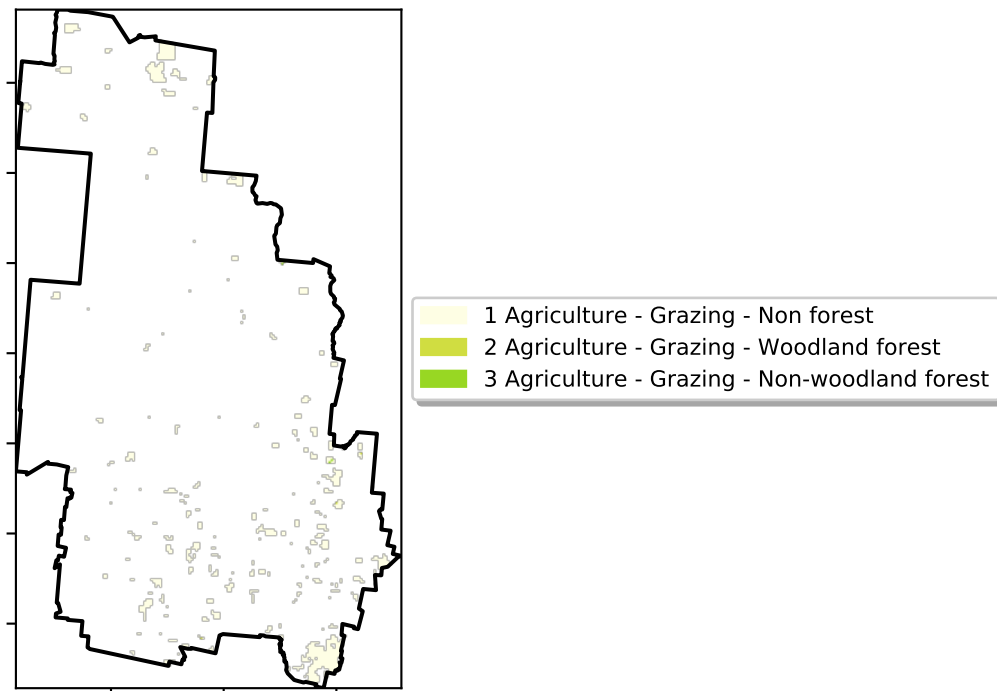 1 Agriculture - Grazing - Non forest
2 Agriculture - Grazing - Woodland forest
3 Agriculture - Grazing - Non-woodland forest